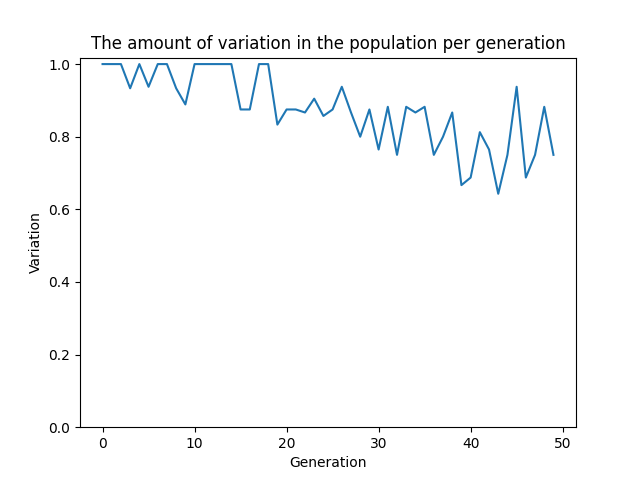 The amount of variation in the population per generation
1.0
0.8
0.6
0.4
0.2
0.0
Variation
0 10 20 30 40 50
Generation